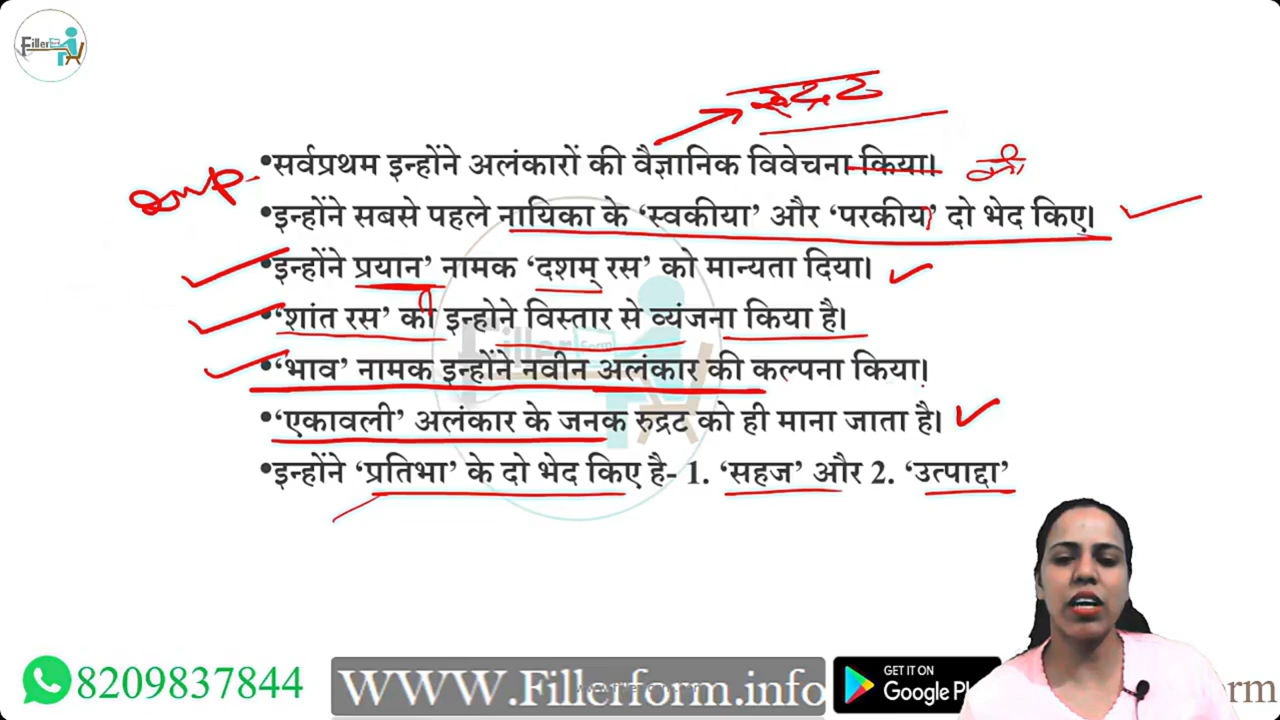 Fillerform
रुद्रट
•सर्वप्रथम इन्होंने अलंकारों की वैज्ञानिक विवेचना किया। की
Imp.
•इन्होंने सबसे पहले नायिका के ‘स्वकीया’ और ‘परकीया’ दो भेद किए।
•इन्होंने प्रयान’ नामक ‘दशम् रस’ को मान्यता दिया।
•‘शांत रस’ का इन्होने विस्तार से व्यंजना किया है।
•‘भाव’ नामक इन्होंने नवीन अलंकार की कल्पना किया।
•‘एकावली’ अलंकार के जनक रुद्रट को ही माना जाता है।
•इन्होंने ‘प्रतिभा’ के दो भेद किए है- 1. ‘सहज’ और 2. ‘उत्पाद्दा’
8209837844
WWW.Fillerform.info
GET IT ON
Google Pl
rm